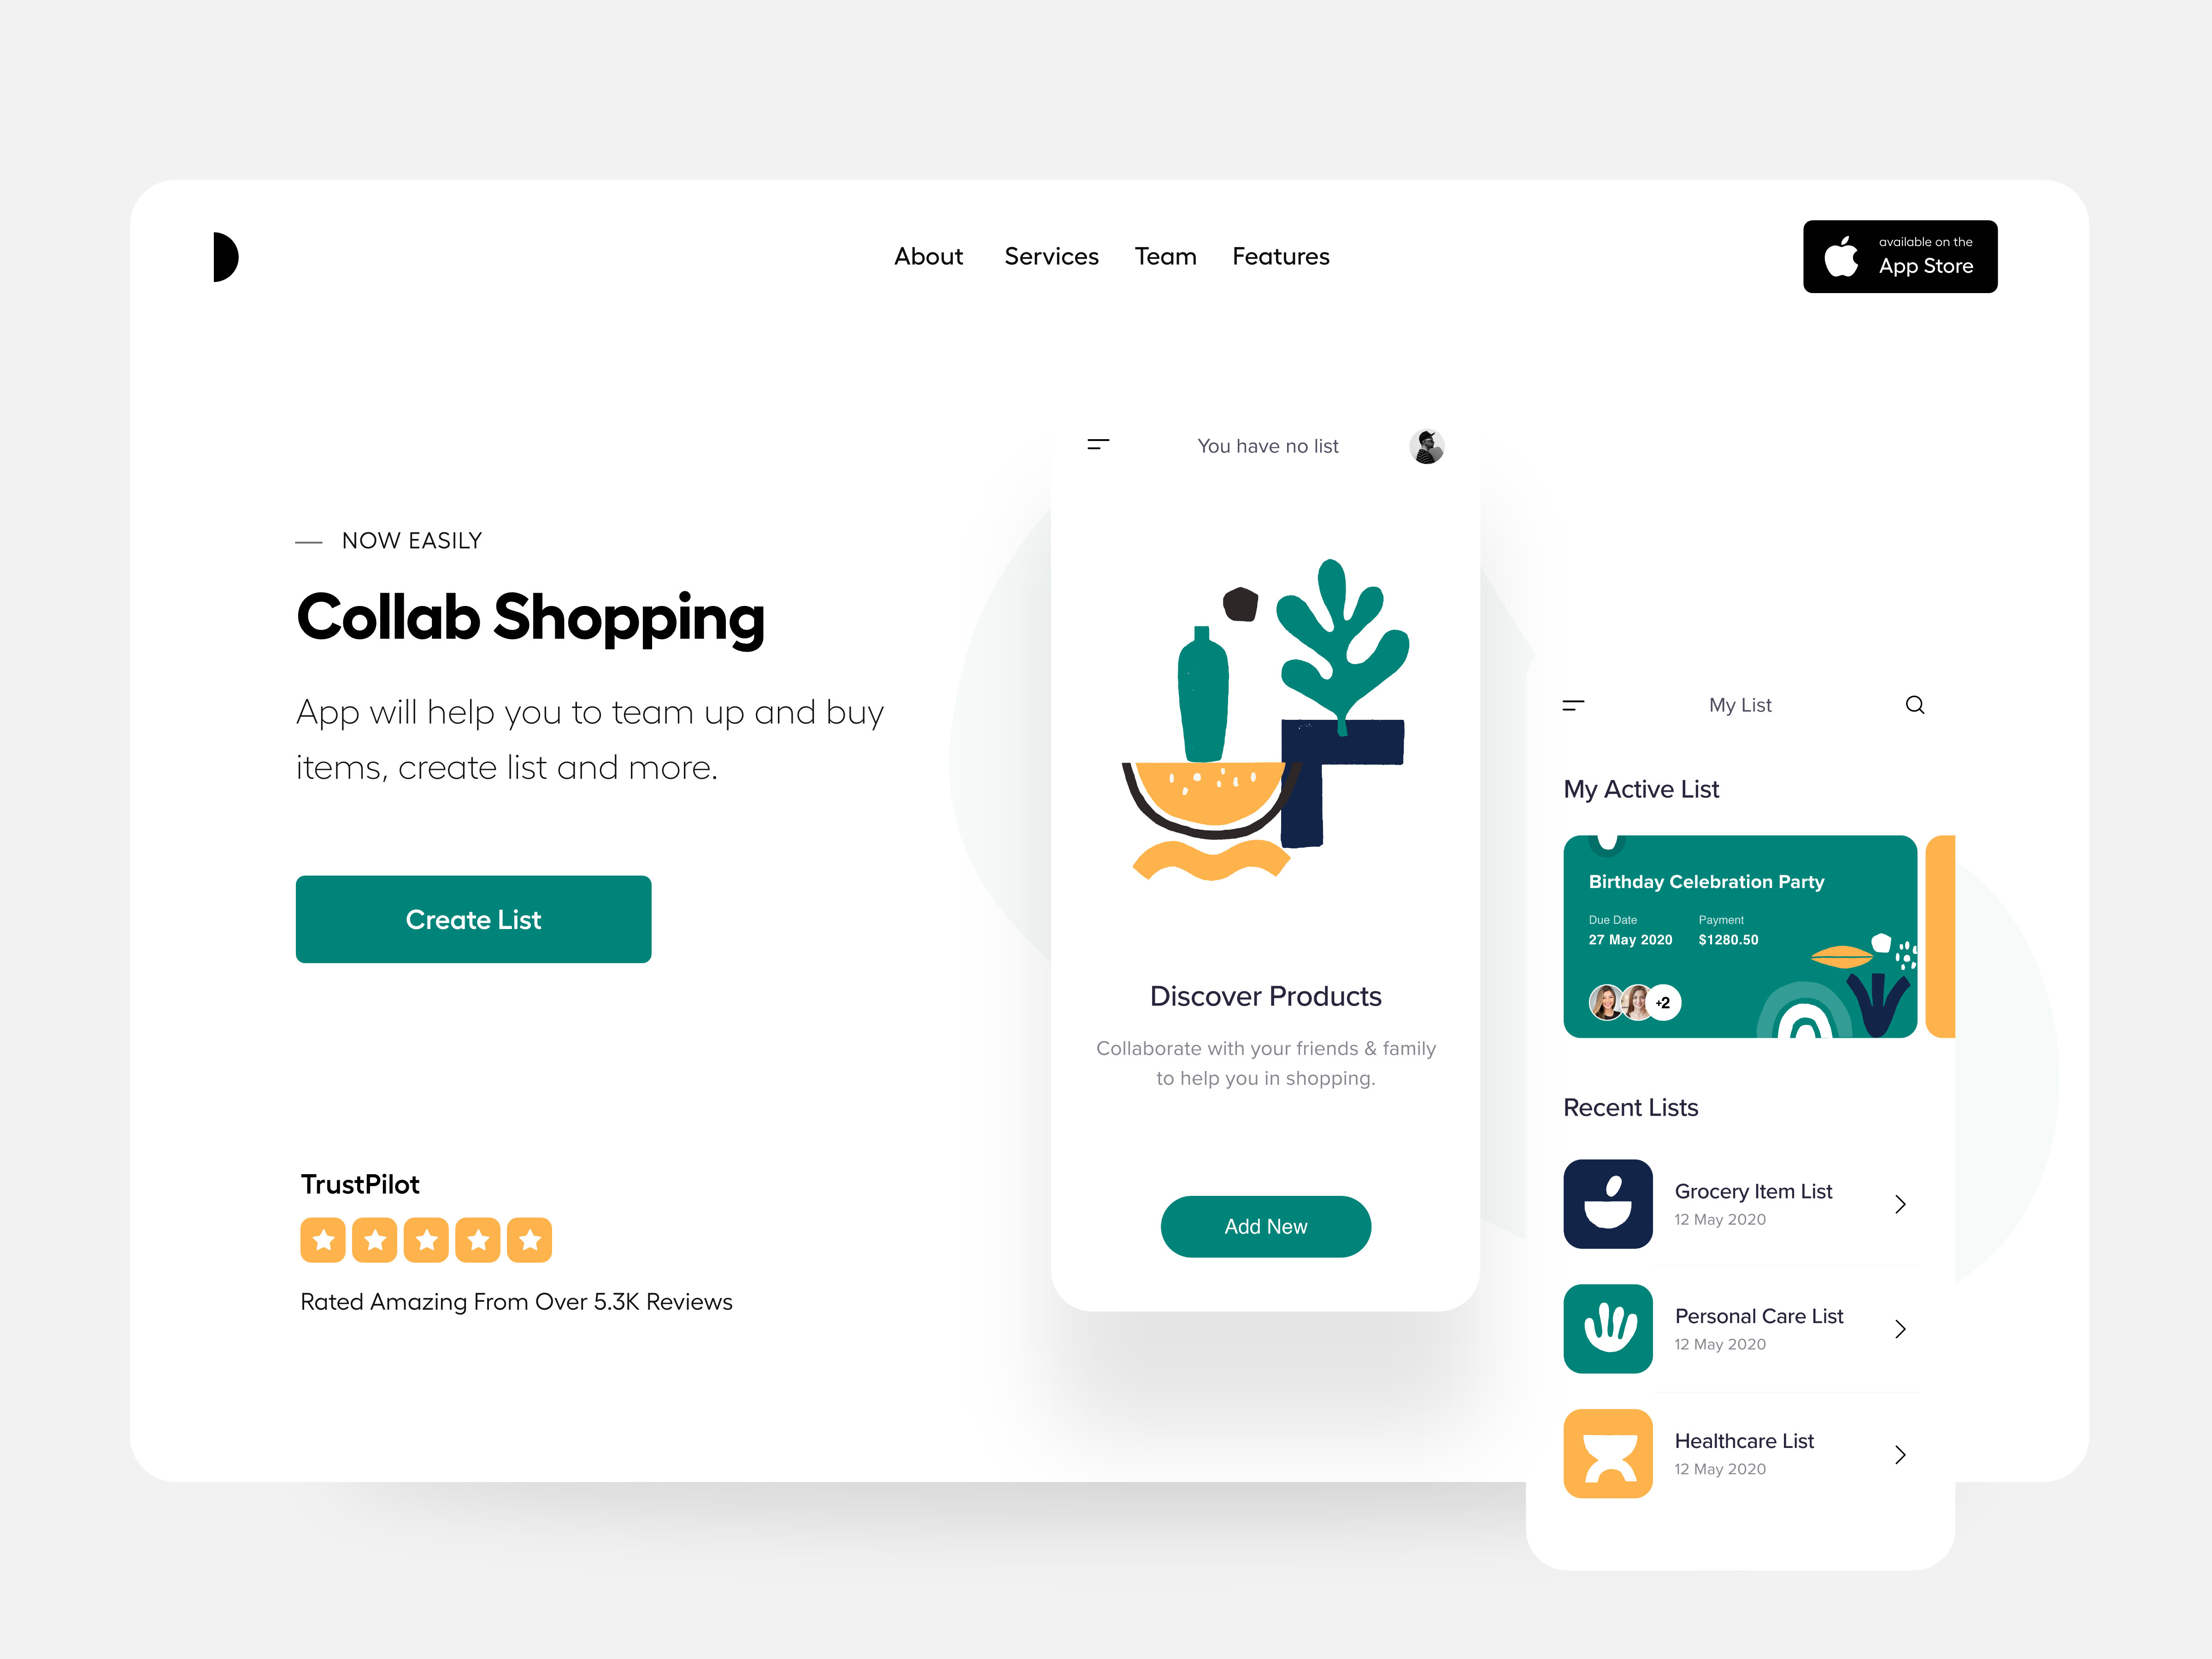 About Services Team Features
available on the
App Store
NOW EASILY
Collab Shopping
App will help you to team up and buy
items, create list and more.
Create List
TrustPilot
Rated Amazing From Over 5.3K Reviews
You have no list
Discover Products
Collaborate with your friends & family
to help you in shopping.
Add New
My List
My Active List
Birthday Celebration Party
Due Date Payment
27 May 2020 $1280.50
+2
Recent Lists
Grocery Item List
12 May 2020
Personal Care List
12 May 2020
Healthcare List
12 May 2020